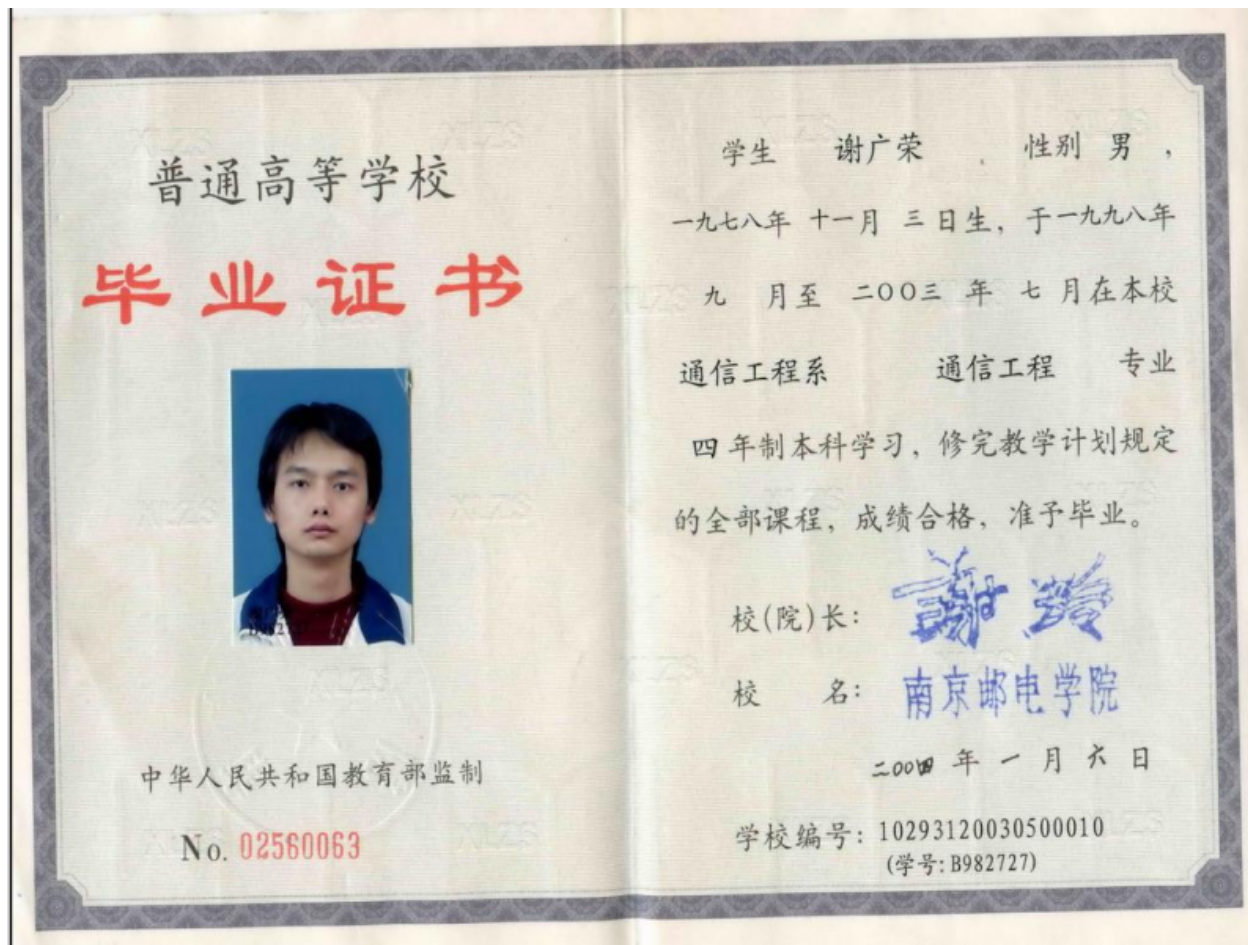 普通高等学校
毕业证书
中华人民共和国教育部监制
No. 02560063
学生 谢广荣 , 性别 男 ,
一九七八年 十一月 三日生, 于一九九八年
九 月至 二〇〇三 年 七 月在本校
通信工程系 通信工程 专业
四年制本科学习, 修完教学计划规定
的全部课程, 成绩合格, 准予毕业。
校(院)长:
校 名: 南京邮电学院
二〇〇四 年 一 月 六 日
学校编号: 102931200305000​10
(学号: B982727)